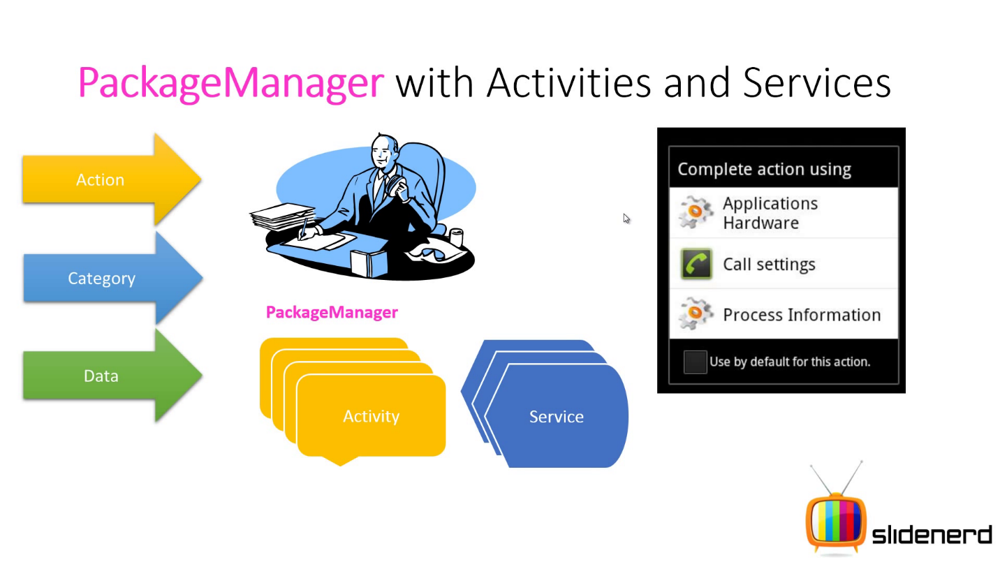 PackageManager with Activities and Services
Action
Category
Data
PackageManager
Activity
Service
Complete action using
Applications
Hardware
Call settings
Process Information
Use by default for this action.
slidenerd